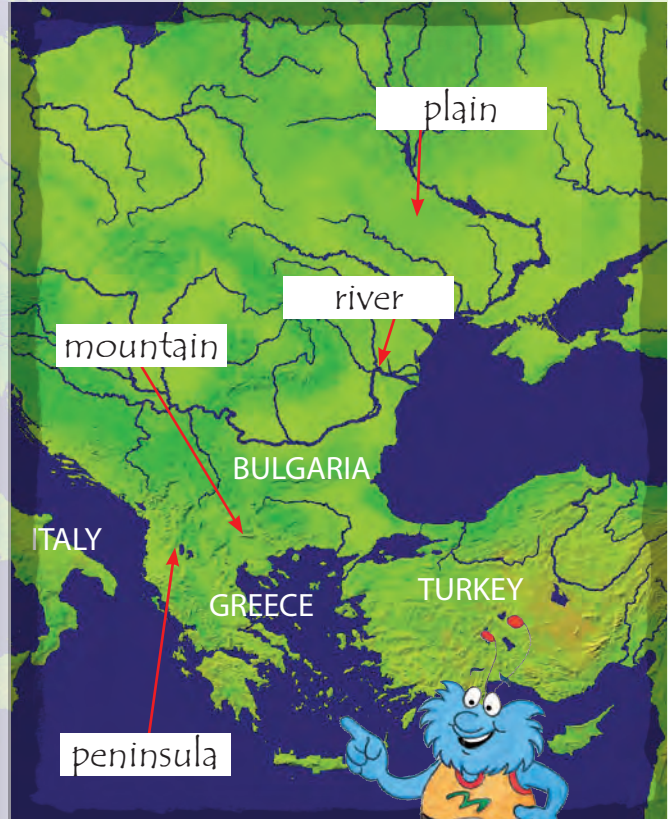 plain
river
mountain
BULGARIA
ITALY
TURKEY
GREECE
peninsula